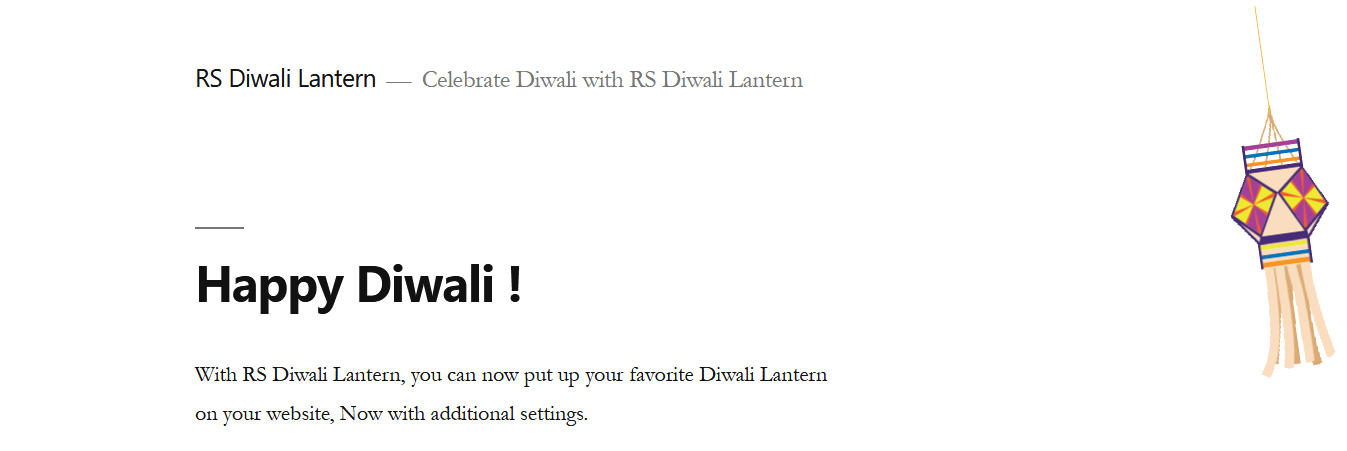 RS Diwali Lantern — Celebrate Diwali with RS Diwali Lantern
Happy Diwali !
With RS Diwali Lantern, you can now put up your favorite Diwali Lantern
on your website, Now with additional settings.